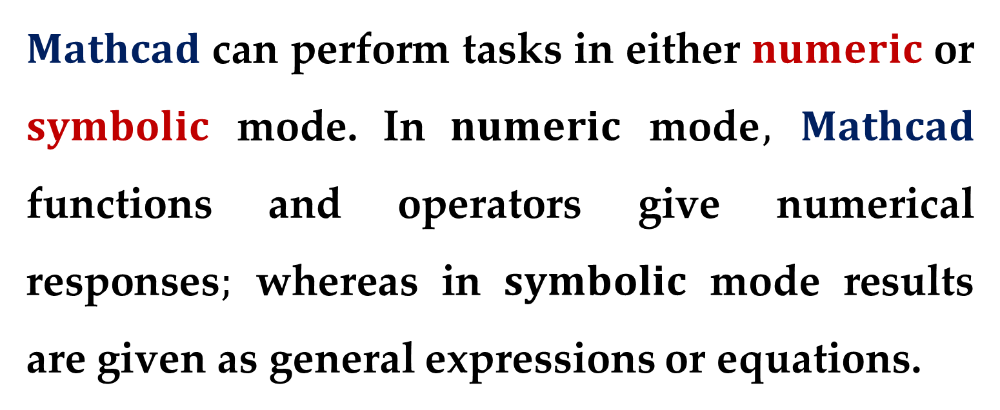 Mathcad can perform tasks in either numeric or
symbolic mode. In numeric mode, Mathcad
functions and operators give numerical
responses; whereas in symbolic mode results
are given as general expressions or equations.